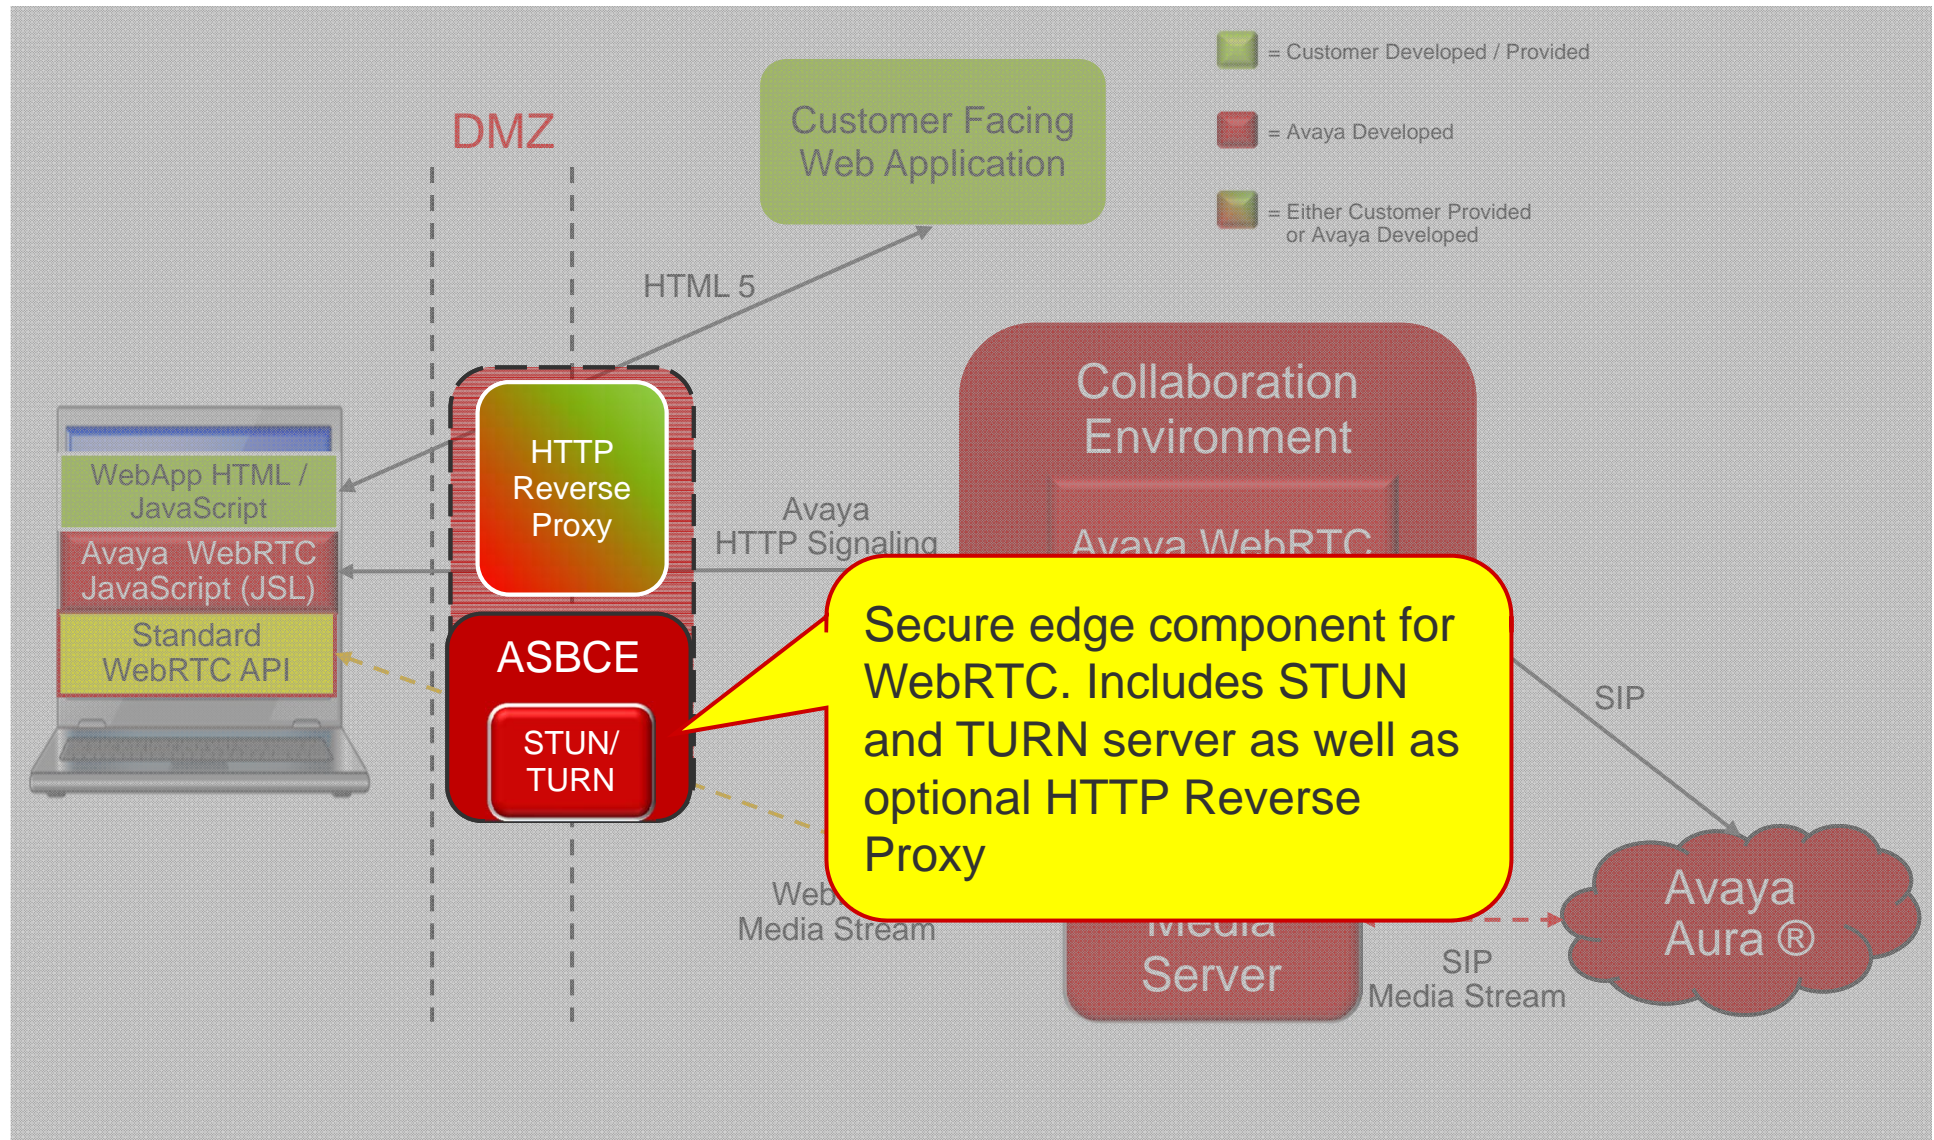 = Customer Developed / Provided
= Avaya Developed
= Either Customer Provided
or Avaya Developed
DMZ
Customer Facing
Web Application
HTML 5
Collaboration
Environment
Avaya WebRTC
HTTP
Reverse
Proxy
WebApp HTML /
JavaScript
Avaya WebRTC
JavaScript (JSL)
Standard
WebRTC API
Avaya
HTTP Signaling
ASBCE
STUN/
TURN
Secure edge component for
WebRTC. Includes STUN
and TURN server as well as
optional HTTP Reverse
Proxy
SIP
Media Stream
Media
Server
SIP
Media Stream
Avaya
Aura ®